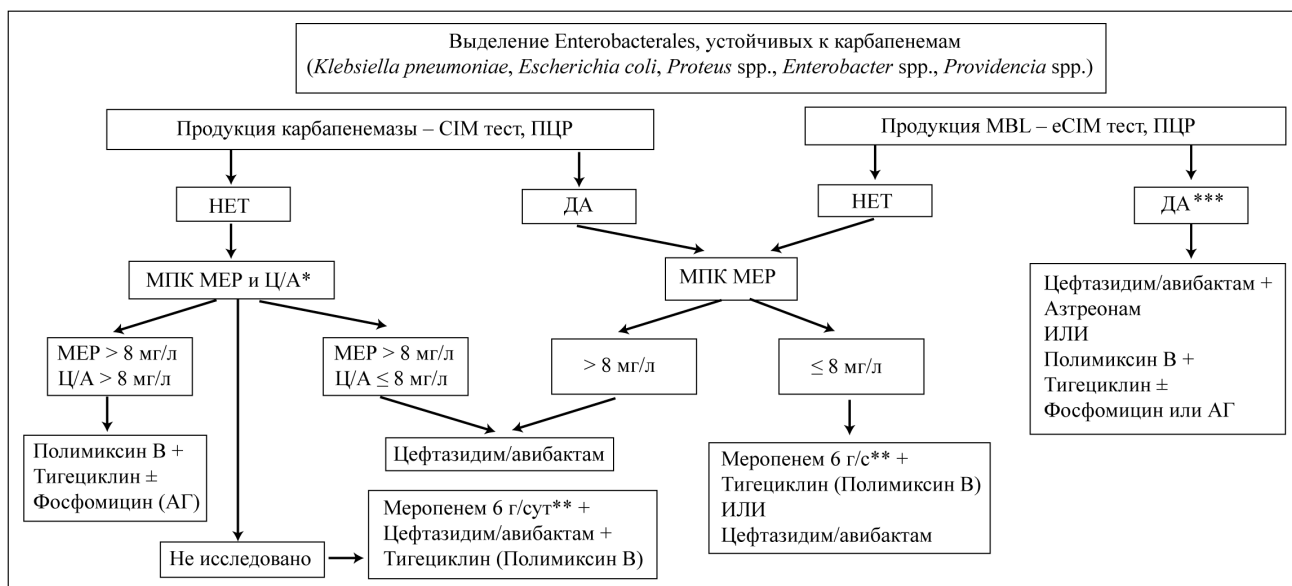 Выделение Enterobacterales, устойчивых к карбапенемам
(Klebsiella pneumoniae, Escherichia coli, Proteus spp., Enterobacter spp., Providencia spp.)
Продукция карбапенемазы – CIM тест, ПЦР
Продукция MBL – eCIM тест, ПЦР
НЕТ
ДА
НЕТ
ДА***
МПК МЕР и Ц/А*
МПК МЕР
Цефтазидим/авибактам +
Азтреонам
ИЛИ
Полимиксин В +
Тигециклин ±
Фосфомицин или АГ
МЕР > 8 мг/л
Ц/А > 8 мг/л
МЕР > 8 мг/л
Ц/А ≤ 8 мг/л
> 8 мг/л
≤ 8 мг/л
Полимиксин В +
Тигециклин ±
Фосфомицин (АГ)
Цефтазидим/авибактам
Меропенем 6 г/с** +
Тигециклин (Полимиксин В)
ИЛИ
Цефтазидим/авибактам
Не исследовано
Меропенем 6 г/сут** +
Цефтазидим/авибактам +
Тигециклин (Полимиксин В)